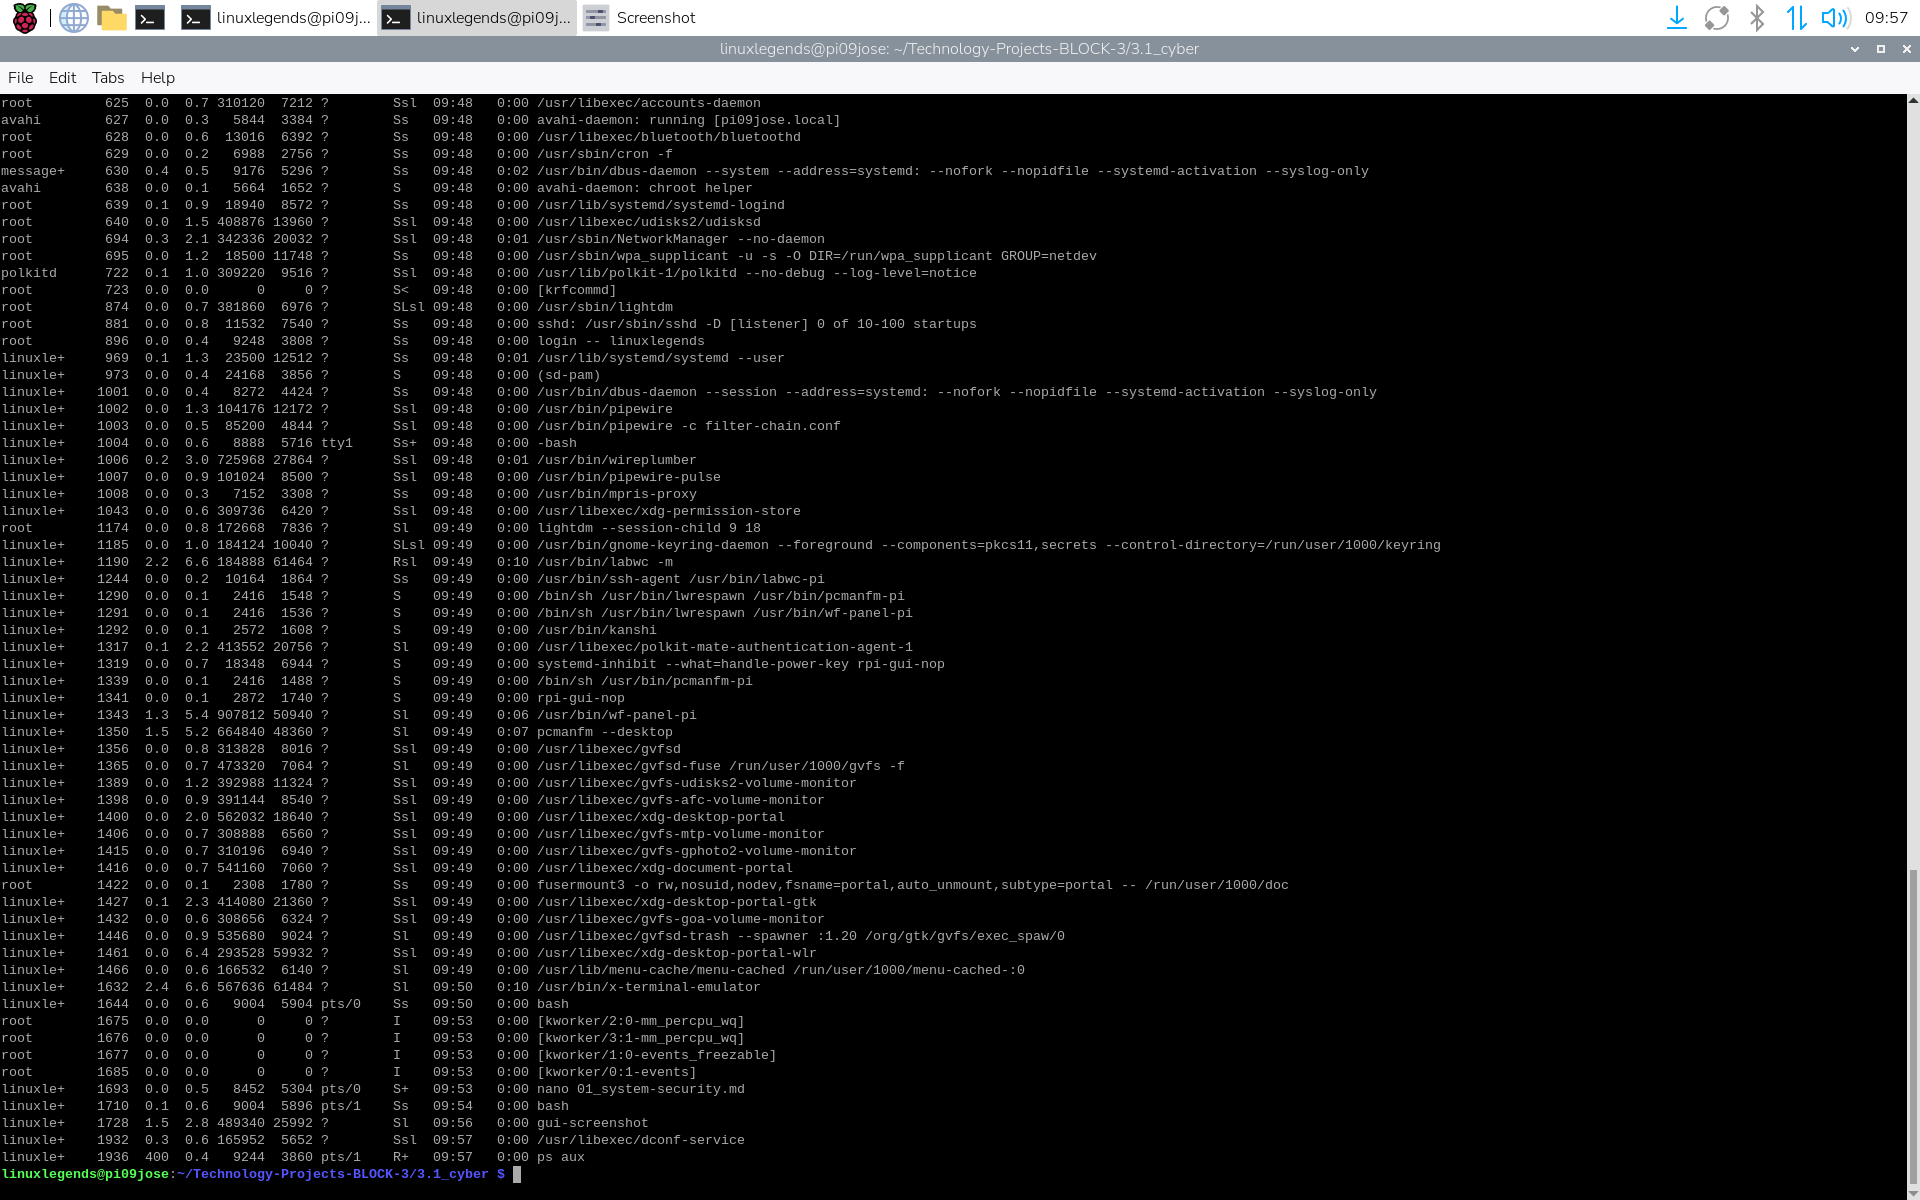 linuxlegends@pi09j... linuxlegends@pi09j... Screenshot 09:57
linuxlegends@pi09jose: ~/Technology-Projects-BLOCK-3/3.1_cyber
File Edit Tabs Help
root 625 0.0 0.7 310120 7212 ? Ssl 09:48 0:00 /usr/libexec/accounts-daemon
avahi 627 0.0 0.3 5844 3384 ? Ss 09:48 0:00 avahi-daemon: running [pi09jose.local]
root 628 0.0 0.6 13016 6392 ? Ss 09:48 0:00 /usr/libexec/bluetooth/bluetoothd
root 629 0.0 0.2 6988 2756 ? Ss 09:48 0:00 /usr/sbin/cron -f
message+ 630 0.4 0.5 9176 5296 ? Ss 09:48 0:02 /usr/bin/dbus-daemon --system --address=systemd: --nofork --nopidfile --systemd-activation --syslog-only
avahi 638 0.0 0.1 5664 1652 ? S 09:48 0:00 avahi-daemon: chroot helper
root 639 0.1 0.9 18940 8572 ? Ss 09:48 0:00 /usr/lib/systemd/systemd-logind
root 640 0.0 1.5 408876 13960 ? Ssl 09:48 0:00 /usr/libexec/udisks2/udisksd
root 694 0.3 2.1 342336 20032 ? Ssl 09:48 0:01 /usr/sbin/NetworkManager --no-daemon
root 695 0.0 1.2 18500 11748 ? Ss 09:48 0:00 /usr/sbin/wpa_supplicant -u -s -O DIR=/run/wpa_supplicant GROUP=netdev
polkitd 722 0.1 1.0 309220 9516 ? Ssl 09:48 0:00 /usr/lib/polkit-1/polkitd --no-debug --log-level=notice
root 723 0.0 0.0 0 0 ? S< 09:48 0:00 [krfcommd]
root 874 0.0 0.7 381860 6976 ? SLsl 09:48 0:00 /usr/sbin/lightdm
root 881 0.0 0.8 11532 7540 ? Ss 09:48 0:00 sshd: /usr/sbin/sshd -D [listener] 0 of 10-100 startups
root 896 0.0 0.4 9248 3808 ? Ss 09:48 0:00 login -- linuxlegends
linuxle+ 969 0.1 1.3 23500 12512 ? Ss 09:48 0:01 /usr/lib/systemd/systemd --user
linuxle+ 973 0.0 0.4 24168 3856 ? S 09:48 0:00 (sd-pam)
linuxle+ 1001 0.0 0.4 8272 4424 ? Ss 09:48 0:00 /usr/bin/dbus-daemon --session --address=systemd: --nofork --nopidfile --systemd-activation --syslog-only
linuxle+ 1002 0.0 1.3 104176 12172 ? Ssl 09:48 0:00 /usr/bin/pipewire
linuxle+ 1003 0.0 0.5 85200 4844 ? Ssl 09:48 0:00 /usr/bin/pipewire -c filter-chain.conf
linuxle+ 1004 0.0 0.6 8888 5716 tty1 Ss+ 09:48 0:00 -bash
linuxle+ 1006 0.2 3.0 725968 27864 ? Ssl 09:48 0:01 /usr/bin/wireplumber
linuxle+ 1007 0.0 0.9 101024 8500 ? Ssl 09:48 0:00 /usr/bin/pipewire-pulse
linuxle+ 1008 0.0 0.3 7152 3308 ? Ss 09:48 0:00 /usr/bin/mpris-proxy
linuxle+ 1043 0.0 0.6 309736 6420 ? Ssl 09:48 0:00 /usr/libexec/xdg-permission-store
root 1174 0.0 0.8 172668 7836 ? Sl 09:49 0:00 lightdm --session-child 9 18
linuxle+ 1185 0.0 1.0 184124 10040 ? SLsl 09:49 0:00 /usr/bin/gnome-keyring-daemon --foreground --components=pkcs11,secrets --control-directory=/run/user/1000/keyring
linuxle+ 1190 2.2 6.6 184888 61464 ? Rsl 09:49 0:10 /usr/bin/labwc -m
linuxle+ 1244 0.0 0.2 10164 1864 ? Ss 09:49 0:00 /usr/bin/ssh-agent /usr/bin/labwc-pi
linuxle+ 1290 0.0 0.1 2416 1548 ? S 09:49 0:00 /bin/sh /usr/bin/lwrespawn /usr/bin/pcmanfm-pi
linuxle+ 1291 0.0 0.1 2416 1536 ? S 09:49 0:00 /bin/sh /usr/bin/lwrespawn /usr/bin/wf-panel-pi
linuxle+ 1292 0.0 0.1 2572 1608 ? S 09:49 0:00 /usr/bin/kanshi
linuxle+ 1317 0.1 2.2 413552 20756 ? Sl 09:49 0:00 /usr/libexec/polkit-mate-authentication-agent-1
linuxle+ 1319 0.0 0.7 18348 6944 ? S 09:49 0:00 systemd-inhibit --what=handle-power-key rpi-gui-nop
linuxle+ 1339 0.0 0.1 2416 1488 ? S 09:49 0:00 /bin/sh /usr/bin/pcmanfm-pi
linuxle+ 1341 0.0 0.1 2872 1740 ? S 09:49 0:00 rpi-gui-nop
linuxle+ 1343 1.3 5.4 907812 50940 ? Sl 09:49 0:06 /usr/bin/wf-panel-pi
linuxle+ 1350 1.5 5.2 664840 48360 ? Sl 09:49 0:07 pcmanfm --desktop
linuxle+ 1356 0.0 0.8 313828 8016 ? Ssl 09:49 0:00 /usr/libexec/gvfsd
linuxle+ 1365 0.0 0.7 473320 7064 ? Sl 09:49 0:00 /usr/libexec/gvfsd-fuse /run/user/1000/gvfs -f
linuxle+ 1389 0.0 1.2 392988 11324 ? Ssl 09:49 0:00 /usr/libexec/gvfs-udisks2-volume-monitor
linuxle+ 1398 0.0 0.9 391144 8540 ? Ssl 09:49 0:00 /usr/libexec/gvfs-afc-volume-monitor
linuxle+ 1400 0.0 2.0 562032 18640 ? Ssl 09:49 0:00 /usr/libexec/xdg-desktop-portal
linuxle+ 1406 0.0 0.7 308888 6560 ? Ssl 09:49 0:00 /usr/libexec/gvfs-mtp-volume-monitor
linuxle+ 1415 0.0 0.7 310196 6940 ? Ssl 09:49 0:00 /usr/libexec/gvfs-gphoto2-volume-monitor
linuxle+ 1416 0.0 0.7 541160 7060 ? Ssl 09:49 0:00 /usr/libexec/xdg-document-portal
root 1422 0.0 0.1 2308 1780 ? Ss 09:49 0:00 fusermount3 -o rw,nosuid,nodev,fsname=portal,auto_unmount,subtype=portal -- /run/user/1000/doc
linuxle+ 1427 0.1 2.3 414080 21360 ? Ssl 09:49 0:00 /usr/libexec/xdg-desktop-portal-gtk
linuxle+ 1432 0.0 0.6 308656 6324 ? Ssl 09:49 0:00 /usr/libexec/gvfs-goa-volume-monitor
linuxle+ 1446 0.0 0.9 535680 9024 ? Sl 09:49 0:00 /usr/libexec/gvfsd-trash --spawner :1.20 /org/gtk/gvfs/exec_spaw/0
linuxle+ 1461 0.0 6.4 293528 59932 ? Ssl 09:49 0:00 /usr/libexec/xdg-desktop-portal-wlr
linuxle+ 1466 0.0 0.6 166532 6140 ? Sl 09:49 0:00 /usr/lib/menu-cache/menu-cached /run/user/1000/menu-cached-:0
linuxle+ 1632 2.4 6.6 567636 61484 ? Sl 09:50 0:10 /usr/bin/x-terminal-emulator
linuxle+ 1644 0.0 0.6 9004 5904 pts/0 Ss 09:50 0:00 bash
root 1675 0.0 0.0 0 0 ? I 09:53 0:00 [kworker/2:0-mm_percpu_wq]
root 1676 0.0 0.0 0 0 ? I 09:53 0:00 [kworker/3:1-mm_percpu_wq]
root 1677 0.0 0.0 0 0 ? I 09:53 0:00 [kworker/1:0-events_freezable]
root 1685 0.0 0.0 0 0 ? I 09:53 0:00 [kworker/0:1-events]
linuxle+ 1693 0.0 0.5 8452 5304 pts/0 S+ 09:53 0:00 nano 01_system-security.md
linuxle+ 1710 0.1 0.6 9004 5896 pts/1 Ss 09:54 0:00 bash
linuxle+ 1728 1.5 2.8 489340 25992 ? Sl 09:56 0:00 gui-screenshot
linuxle+ 1932 0.3 0.6 165952 5652 ? Ssl 09:57 0:00 /usr/libexec/dconf-service
linuxle+ 1936 400 0.4 9244 3860 pts/1 R+ 09:57 0:00 ps aux
linuxlegends@pi09jose:~/Technology-Projects-BLOCK-3/3.1_cyber $